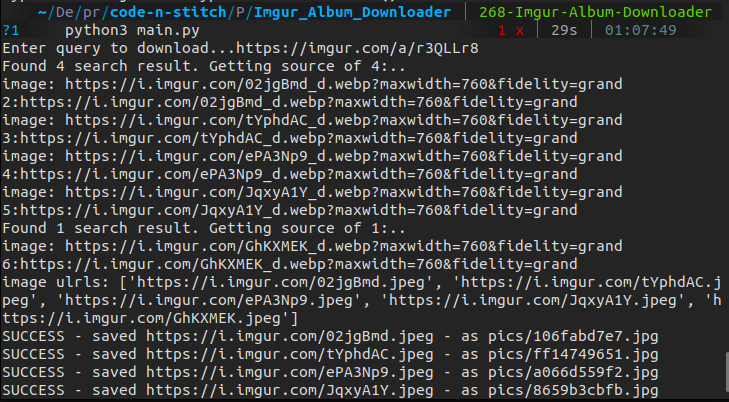 ~/De/pr/code-n-stitch/P/Imgur_Album_Downloader | 268-Imgur-Album-Downloader
?1 python3 main.py 1 x | 29s | 01:07:49
Enter query to download...https://imgur.com/a/r3QLLr8
Found 4 search result. Getting source of 4:..
image: https://i.imgur.com/02jgBmd_d.webp?maxwidth=760&fidelity=grand
2:https://i.imgur.com/02jgBmd_d.webp?maxwidth=760&fidelity=grand
image: https://i.imgur.com/tYphdAC_d.webp?maxwidth=760&fidelity=grand
3:https://i.imgur.com/tYphdAC_d.webp?maxwidth=760&fidelity=grand
image: https://i.imgur.com/ePA3Np9_d.webp?maxwidth=760&fidelity=grand
4:https://i.imgur.com/ePA3Np9_d.webp?maxwidth=760&fidelity=grand
image: https://i.imgur.com/JqxyA1Y_d.webp?maxwidth=760&fidelity=grand
5:https://i.imgur.com/JqxyA1Y_d.webp?maxwidth=760&fidelity=grand
Found 1 search result. Getting source of 1:..
image: https://i.imgur.com/GhKXMEK_d.webp?maxwidth=760&fidelity=grand
6:https://i.imgur.com/GhKXMEK_d.webp?maxwidth=760&fidelity=grand
image ulrls: ['https://i.imgur.com/02jgBmd.jpeg', 'https://i.imgur.com/tYphdAC.j
peg', 'https://i.imgur.com/ePA3Np9.jpeg', 'https://i.imgur.com/JqxyA1Y.jpeg', 'h
ttps://i.imgur.com/GhKXMEK.jpeg']
SUCCESS - saved https://i.imgur.com/02jgBmd.jpeg - as pics/106fabd7e7.jpg
SUCCESS - saved https://i.imgur.com/tYphdAC.jpeg - as pics/ff14749651.jpg
SUCCESS - saved https://i.imgur.com/ePA3Np9.jpeg - as pics/a066d559f2.jpg
SUCCESS - saved https://i.imgur.com/JqxyA1Y.jpeg - as pics/8659b3cbfb.jpg